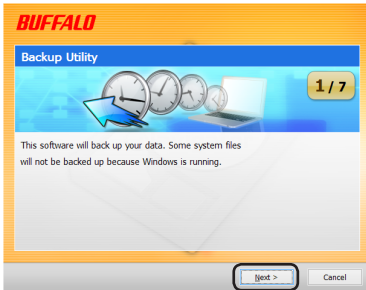 BUFFALO
Backup Utility
1 / 7
This software will back up your data. Some system files
will not be backed up because Windows is running.
Next >
Cancel